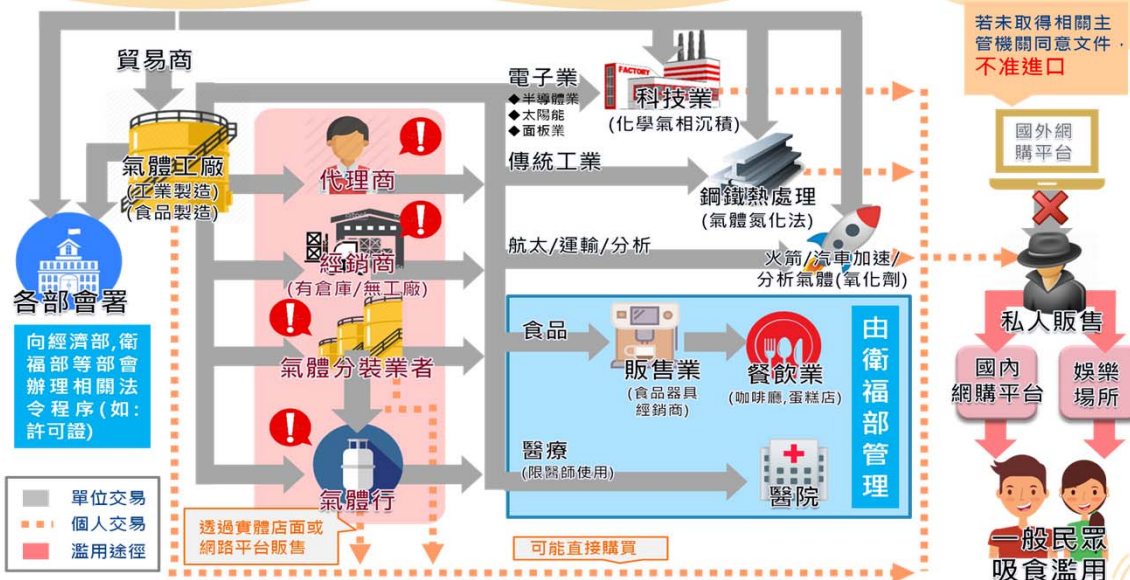 若未取得相關主
管機關同意文件，
不准進口
貿易商
電子業
◆半導體業
◆太陽能
◆面板業
FACTORY
科技業
(化學氣相沉積)
國外網
購平台
氣體工廠
(工業製造)
(食品製造)
代理商
傳統工業
鋼鐵熱處理
(氣體氮化法)
經銷商
(有倉庫/無工廠)
航太/運輸/分析
火箭/汽車加速/
分析氣體(氧化劑)
各部會署
向經濟部,衛
福部等部會
辦理相關法
令程序(如:
許可證)
氣體分裝業者
食品
販售業
(食品器具
經銷商)
餐飲業
(咖啡廳,蛋糕店)
由衛福部管理
私人販售
國內
網購平台
娛樂
場所
氣體行
醫療
(限醫師使用)
醫院
單位交易
個人交易
濫用途徑
透過實體店面或
網路平台販售
可能直接購買
一般民眾
吸食濫用